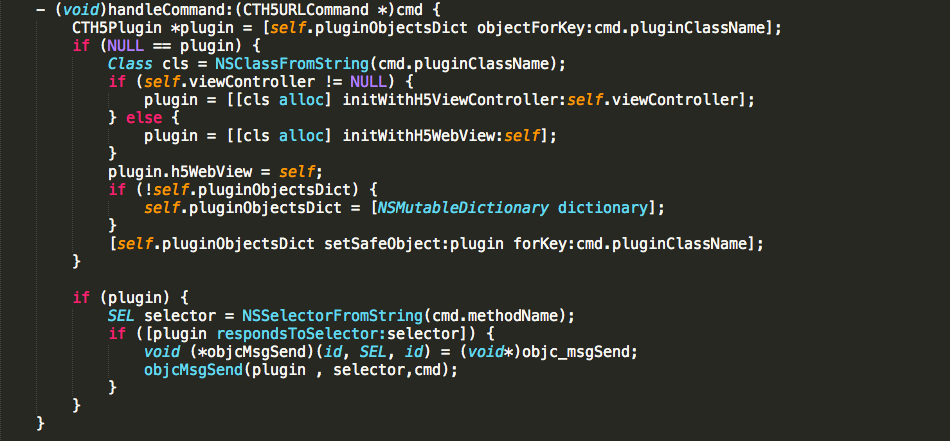 - (void)handleCommand:(CTH5URLCommand *)cmd {
    CTH5Plugin *plugin = [self.pluginObjectsDict objectForKey:cmd.pluginClassName];
    if (NULL == plugin) {
        Class cls = NSClassFromString(cmd.pluginClassName);
        if (self.viewController != NULL) {
            plugin = [[cls alloc] initWithH5ViewController:self.viewController];
        } else {
            plugin = [[cls alloc] initWithH5WebView:self];
        }
        plugin.h5WebView = self;
        if (!self.pluginObjectsDict) {
            self.pluginObjectsDict = [NSMutableDictionary dictionary];
        }
        [self.pluginObjectsDict setSafeObject:plugin forKey:cmd.pluginClassName];
    }

    if (plugin) {
        SEL selector = NSSelectorFromString(cmd.methodName);
        if ([plugin respondsToSelector:selector]) {
            void (*objcMsgSend)(id, SEL, id) = (void*)objc_msgSend;
            objcMsgSend(plugin , selector,cmd);
        }
    }
}